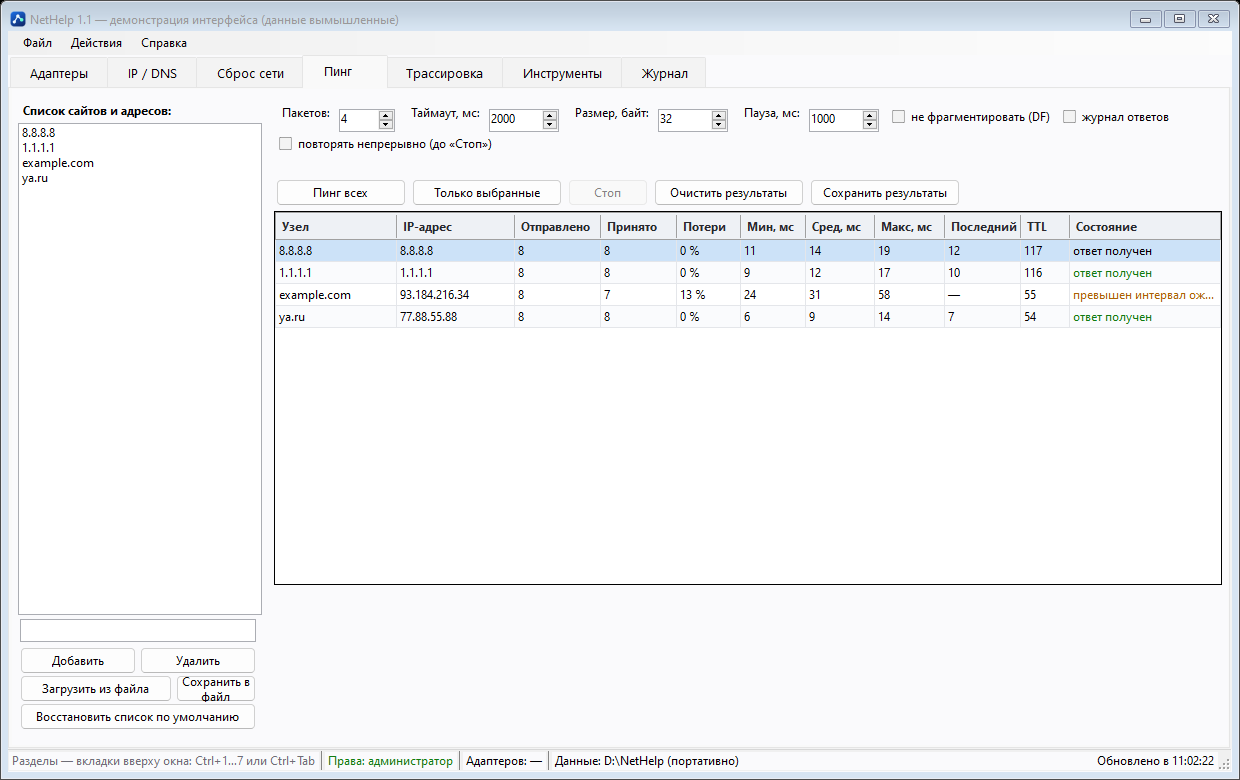 NetHelp 1.1 — демонстрация интерфейса (данные вымышленные)
Файл Действия Справка
Адаптеры IP / DNS Сброс сети Пинг Трассировка Инструменты Журнал
Список сайтов и адресов:
8.8.8.8
1.1.1.1
example.com
ya.ru
Добавить Удалить
Загрузить из файла Сохранить в файл
Восстановить список по умолчанию
Пакетов: 4 Таймаут, мс: 2000 Размер, байт: 32 Пауза, мс: 1000 не фрагментировать (DF) журнал ответов
повторять непрерывно (до «Стоп»)
Пинг всех Только выбранные Стоп Очистить результаты Сохранить результаты
Узел IP-адрес Отправлено Принято Потери Мин, мс Сред, мс Макс, мс Последний TTL Состояние
8.8.8.8 8.8.8.8 8 8 0 % 11 14 19 12 117 ответ получен
1.1.1.1 1.1.1.1 8 8 0 % 9 12 17 10 116 ответ получен
example.com 93.184.216.34 8 7 13 % 24 31 58 — 55 превышен интервал ож...
ya.ru 77.88.55.88 8 8 0 % 6 9 14 7 54 ответ получен
Разделы — вкладки вверху окна: Ctrl+1...7 или Ctrl+Tab Права: администратор Адаптеров: — Данные: D:\NetHelp (портативно) Обновлено в 11:02:22